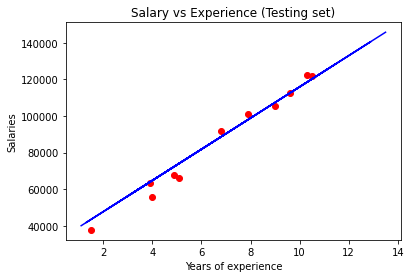 Salary vs Experience (Testing set)
140000
120000
100000
80000
60000
40000
Salaries
2 4 6 8 10 12 14
Years of experience